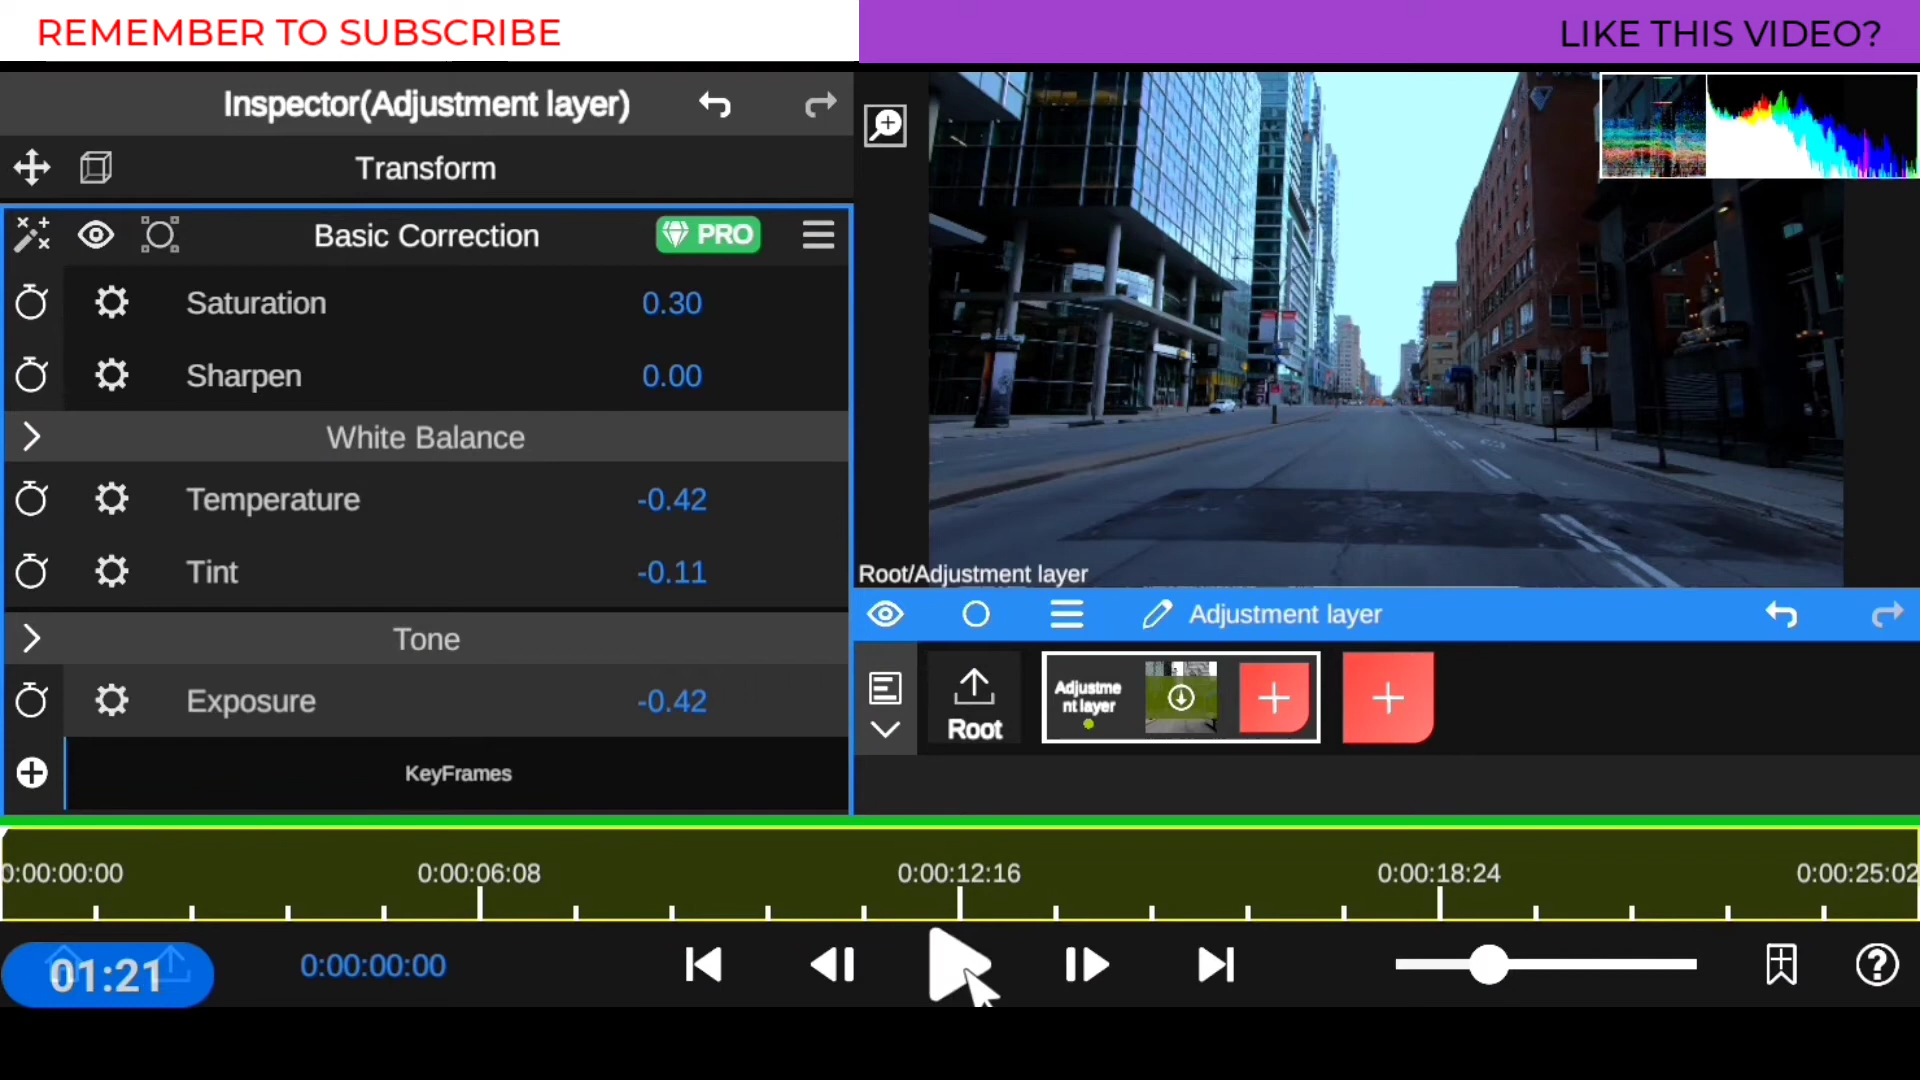 REMEMBER TO SUBSCRIBE
LIKE THIS VIDEO?
Inspector(Adjustment layer)
Transform
Basic Correction
PRO
Saturation 0.30
Sharpen 0.00
White Balance
Temperature -0.42
Tint -0.11
Tone
Exposure -0.42
KeyFrames
Root/Adjustment layer
Adjustment layer
Root
Adjustme
nt layer
0:00:00:00 0:00:06:08 0:00:12:16 0:00:18:24 0:00:25:02
01:21 0:00:00:00